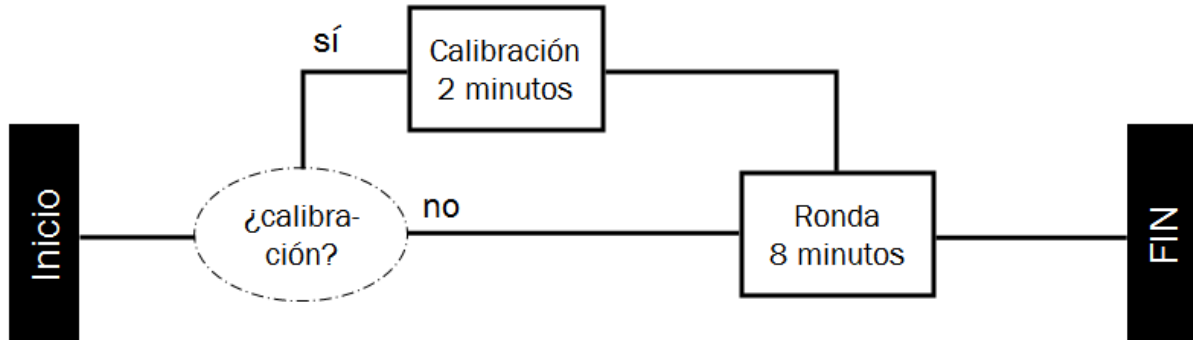 Inicio
¿calibra-
ción?
sí
Calibración
2 minutos
no
Ronda
8 minutos
FIN